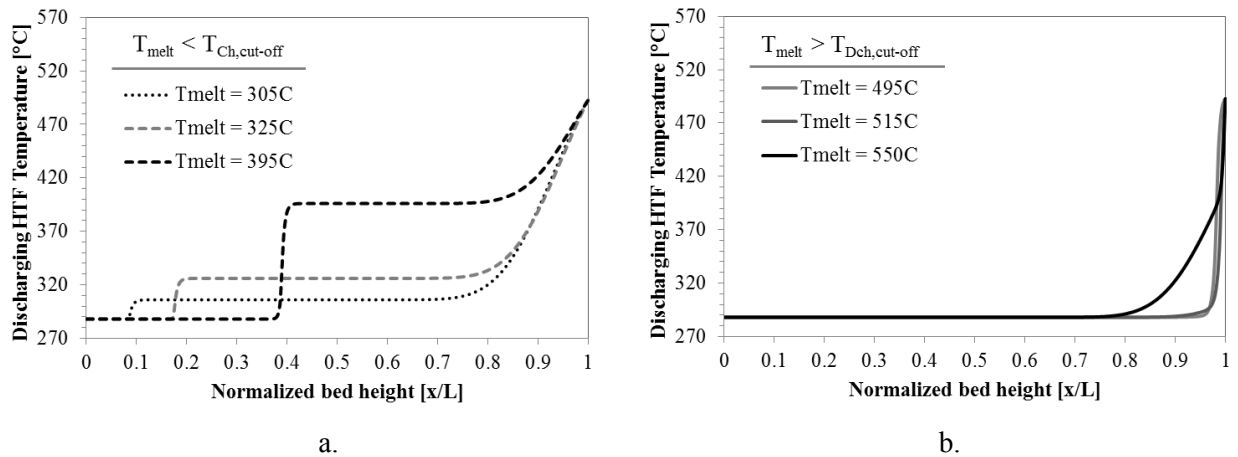 570
520
470
420
370
320
270
Discharging HTF Temperature [°C]
T_melt < T_Ch,cut-off
Tmelt = 305C
Tmelt = 325C
Tmelt = 395C
0 0.1 0.2 0.3 0.4 0.5 0.6 0.7 0.8 0.9 1
Normalized bed height [x/L]
a.
570
520
470
420
370
320
270
Discharging HTF Temperature [°C]
T_melt > T_Dch,cut-off
Tmelt = 495C
Tmelt = 515C
Tmelt = 550C
0 0.1 0.2 0.3 0.4 0.5 0.6 0.7 0.8 0.9 1
Normalized bed height [x/L]
b.